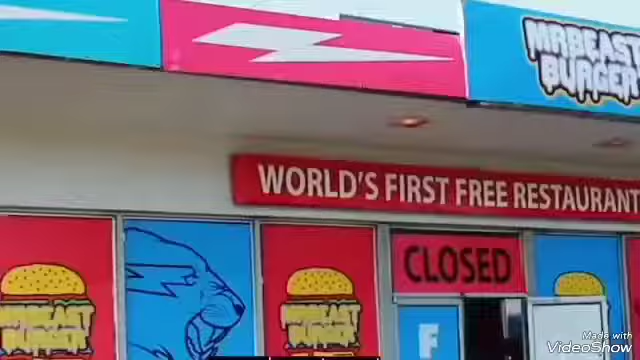 MRBEAST
BURGER
WORLD'S FIRST FREE RESTAURANT
CLOSED
MRBEAST
BURGER
MRBEAST
BURGER
F
Made with
VideoShow